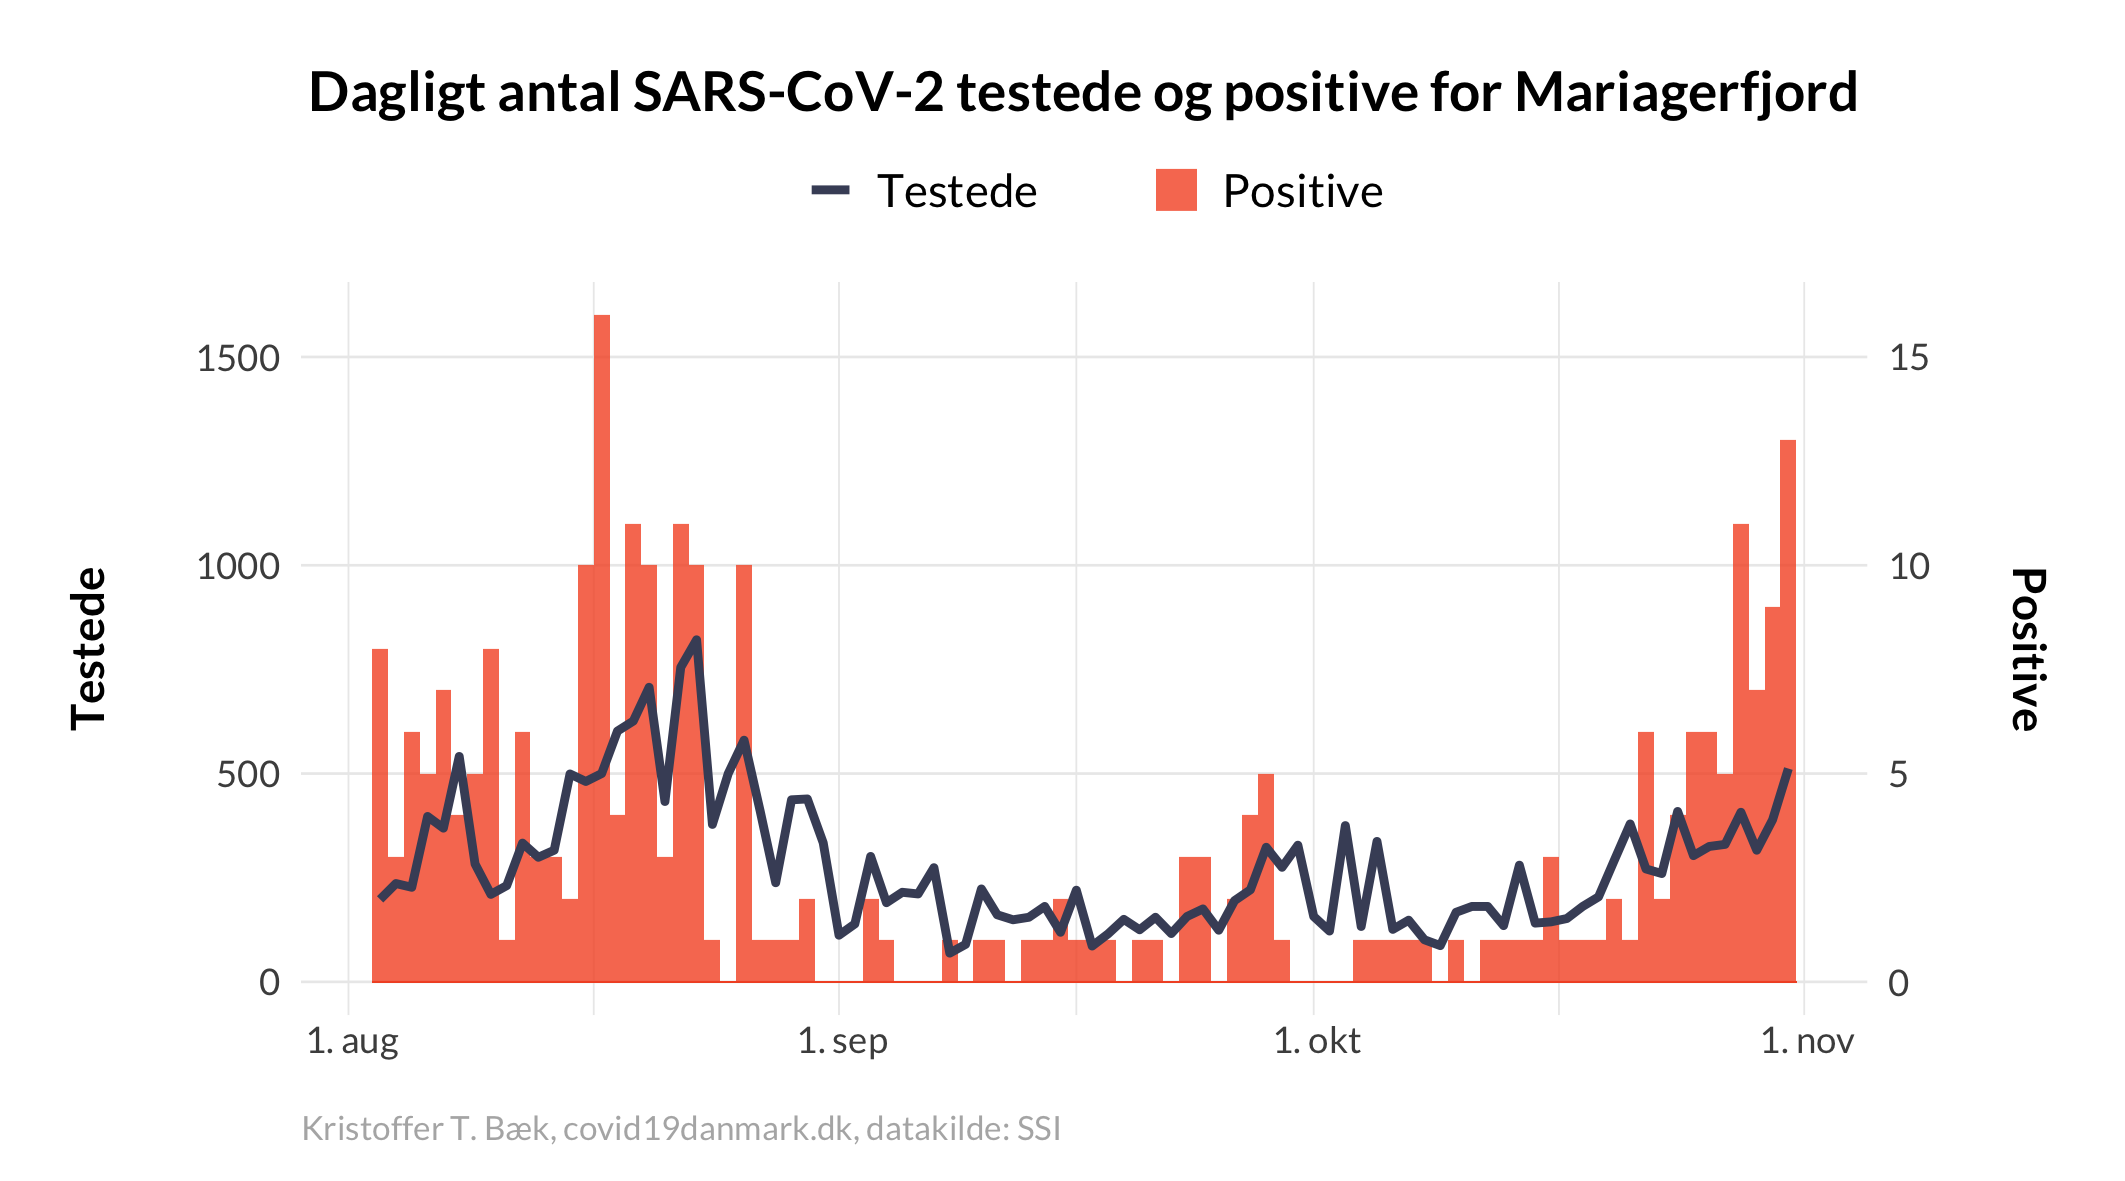 Dagligt antal SARS-CoV-2 testede og positive for Mariagerfjord
Testede
Positive
1500
1000
500
0
Testede
15
10
5
0
Positive
1. aug
1. sep
1. okt
1. nov
Kristoffer T. Bæk, covid19danmark.dk, datakilde: SSI